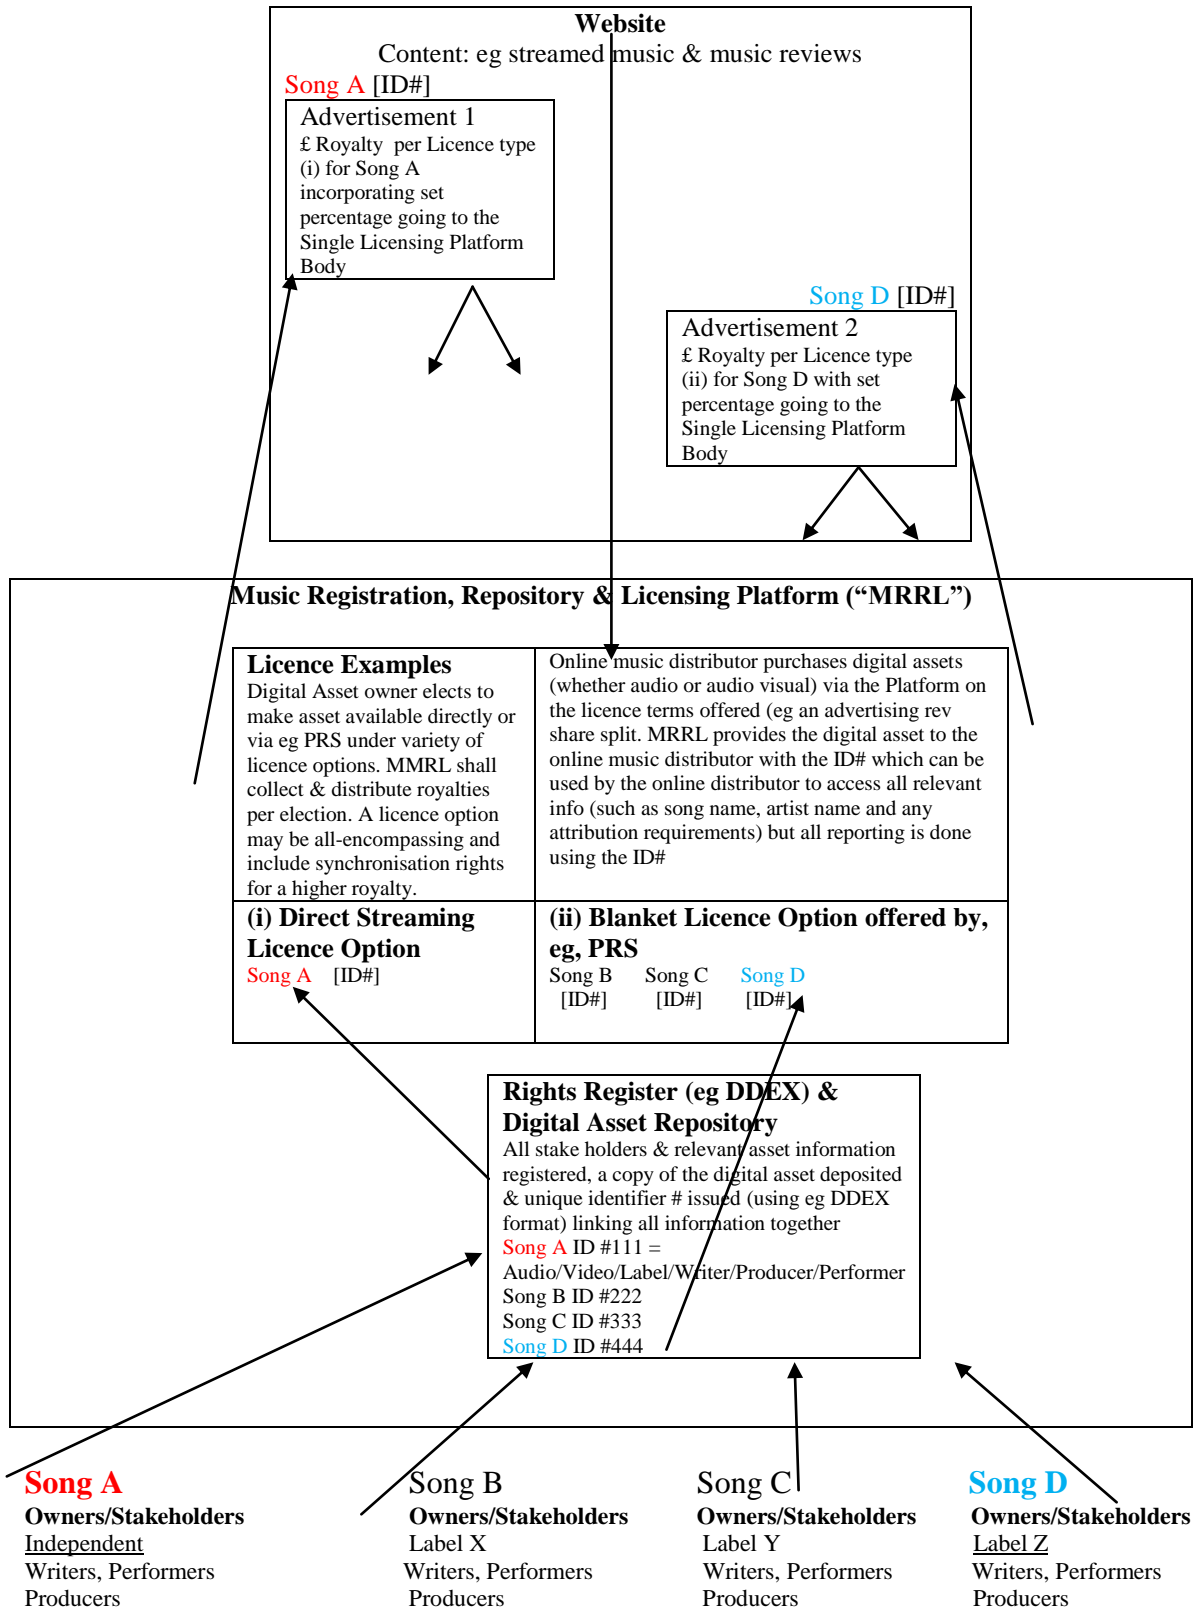 Website
Content: eg streamed music & music reviews
Song A [ID#]
Advertisement 1
£ Royalty per Licence type
(i) for Song A
incorporating set
percentage going to the
Single Licensing Platform
Body
Song D [ID#]
Advertisement 2
£ Royalty per Licence type
(ii) for Song D with set
percentage going to the
Single Licensing Platform
Body
Music Registration, Repository & Licensing Platform (“MRRL”)
Licence Examples
Digital Asset owner elects to
make asset available directly or
via eg PRS under variety of
licence options. MMRL shall
collect & distribute royalties
per election. A licence option
may be all-encompassing and
include synchronisation rights
for a higher royalty.
Online music distributor purchases digital assets
(whether audio or audio visual) via the Platform on
the licence terms offered (eg an advertising rev
share split. MRRL provides the digital asset to the
online music distributor with the ID# which can be
used by the online distributor to access all relevant
info (such as song name, artist name and any
attribution requirements) but all reporting is done
using the ID#
(i) Direct Streaming
Licence Option
Song A [ID#]
(ii) Blanket Licence Option offered by,
eg, PRS
Song B Song C Song D
[ID#] [ID#] [ID#]
Rights Register (eg DDEX) &
Digital Asset Repository
All stake holders & relevant asset information
registered, a copy of the digital asset deposited
& unique identifier # issued (using eg DDEX
format) linking all information together
Song A ID #111 =
Audio/Video/Label/Writer/Producer/Performer
Song B ID #222
Song C ID #333
Song D ID #444
Song A
Owners/Stakeholders
Independent
Writers, Performers
Producers
Song B
Owners/Stakeholders
Label X
Writers, Performers
Producers
Song C
Owners/Stakeholders
Label Y
Writers, Performers
Producers
Song D
Owners/Stakeholders
Label Z
Writers, Performers
Producers